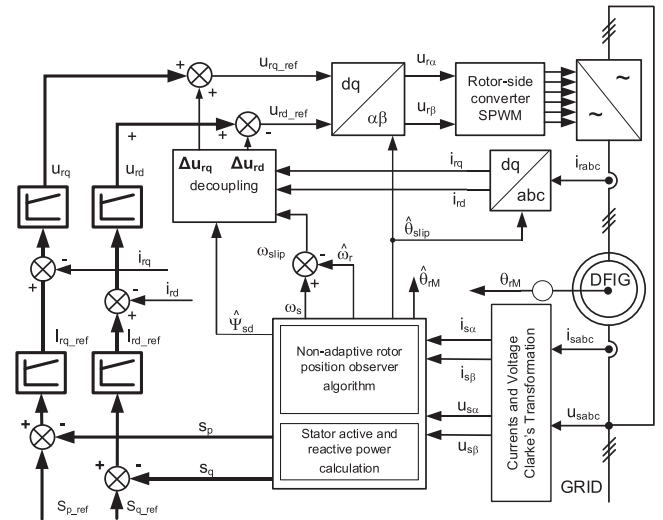 u_rq_ref
u_rα
dq
αβ
Rotor-side
converter
SPWM
~
~
u_rd_ref
u_rβ
+
+
+
-
+
u_rq
u_rd
Δu_rq Δu_rd
decoupling
i_rq
i_rd
dq
abc
i_rabc
ω_slip
-
ω̂_r
+
θ̂_slip
-
i_rq
+
-
i_rd
+
ω_s
θ̂_rM
θ_rM
DFIG
Ψ̂_sd
I_rq_ref
I_rd_ref
Non-adaptive rotor
position observer
algorithm
i_sα
i_sβ
u_sα
u_sβ
Currents and Voltage
Clarke's Transformation
i_sabc
u_sabc
Stator active and
reactive power
calculation
+
-
s_p
+
-
s_q
S_p_ref
S_q_ref
GRID